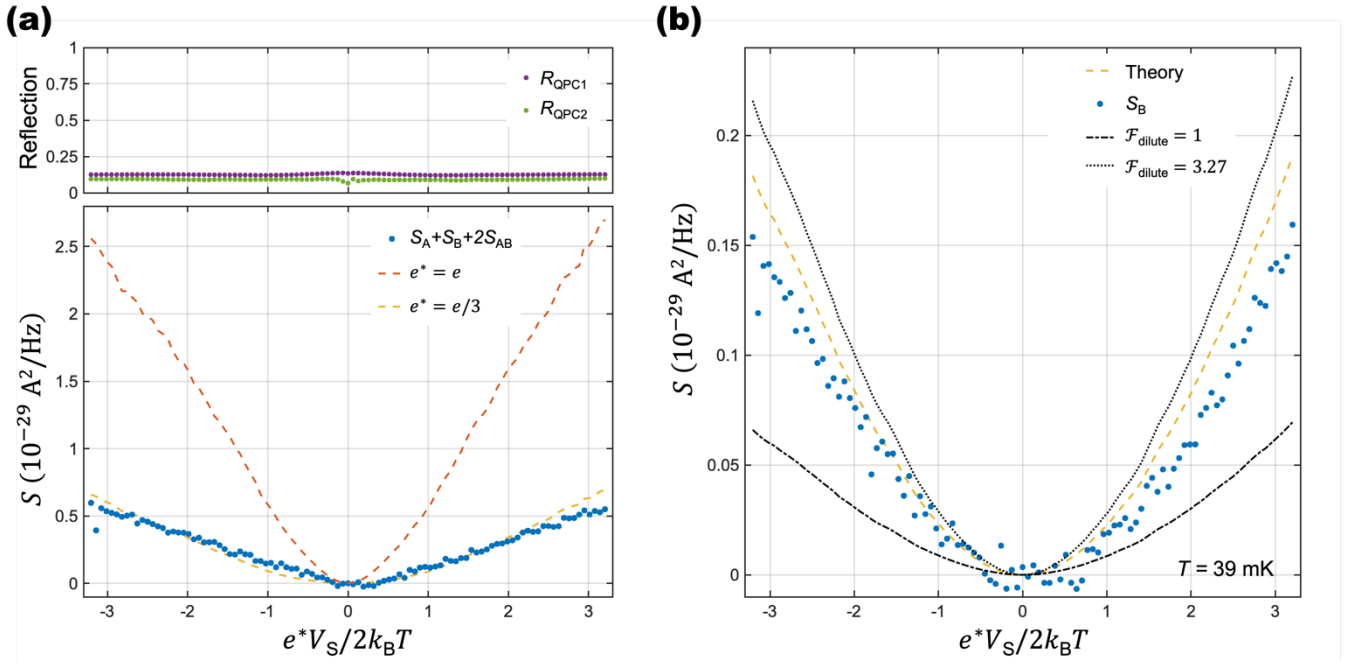 (a)
1
0.75
0.5
0.25
0
Reflection
R_QPC1
R_QPC2
2.5
2
1.5
1
0.5
0
S (10⁻²⁹ A²/Hz)
S_A+S_B+2S_AB
e* = e
e* = e/3
-3 -2 -1 0 1 2 3
e*V_S/2k_BT
(b)
0.2
0.15
0.1
0.05
0
S (10⁻²⁹ A²/Hz)
Theory
S_B
ℱ_dilute = 1
ℱ_dilute = 3.27
T = 39 mK
-3 -2 -1 0 1 2 3
e*V_S/2k_BT